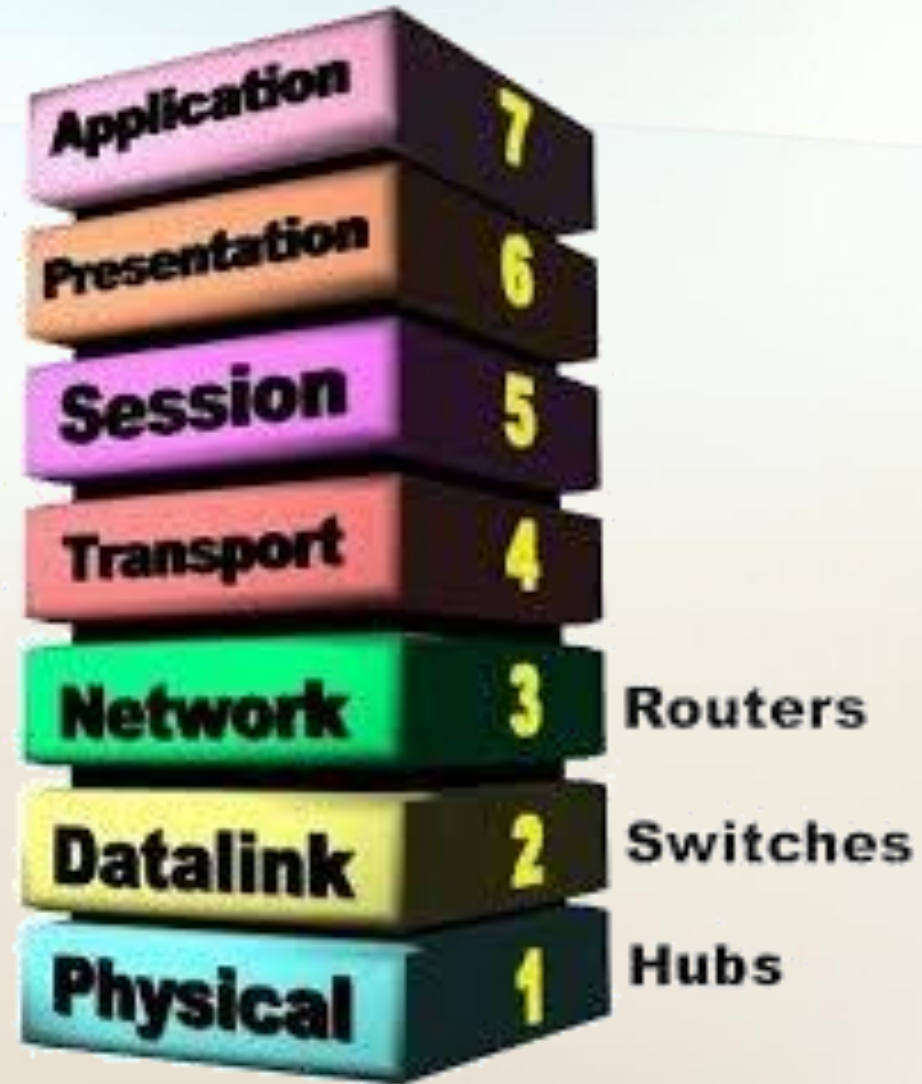 Application 7
Presentation 6
Session 5
Transport 4
Network 3 Routers
Datalink 2 Switches
Physical 1 Hubs